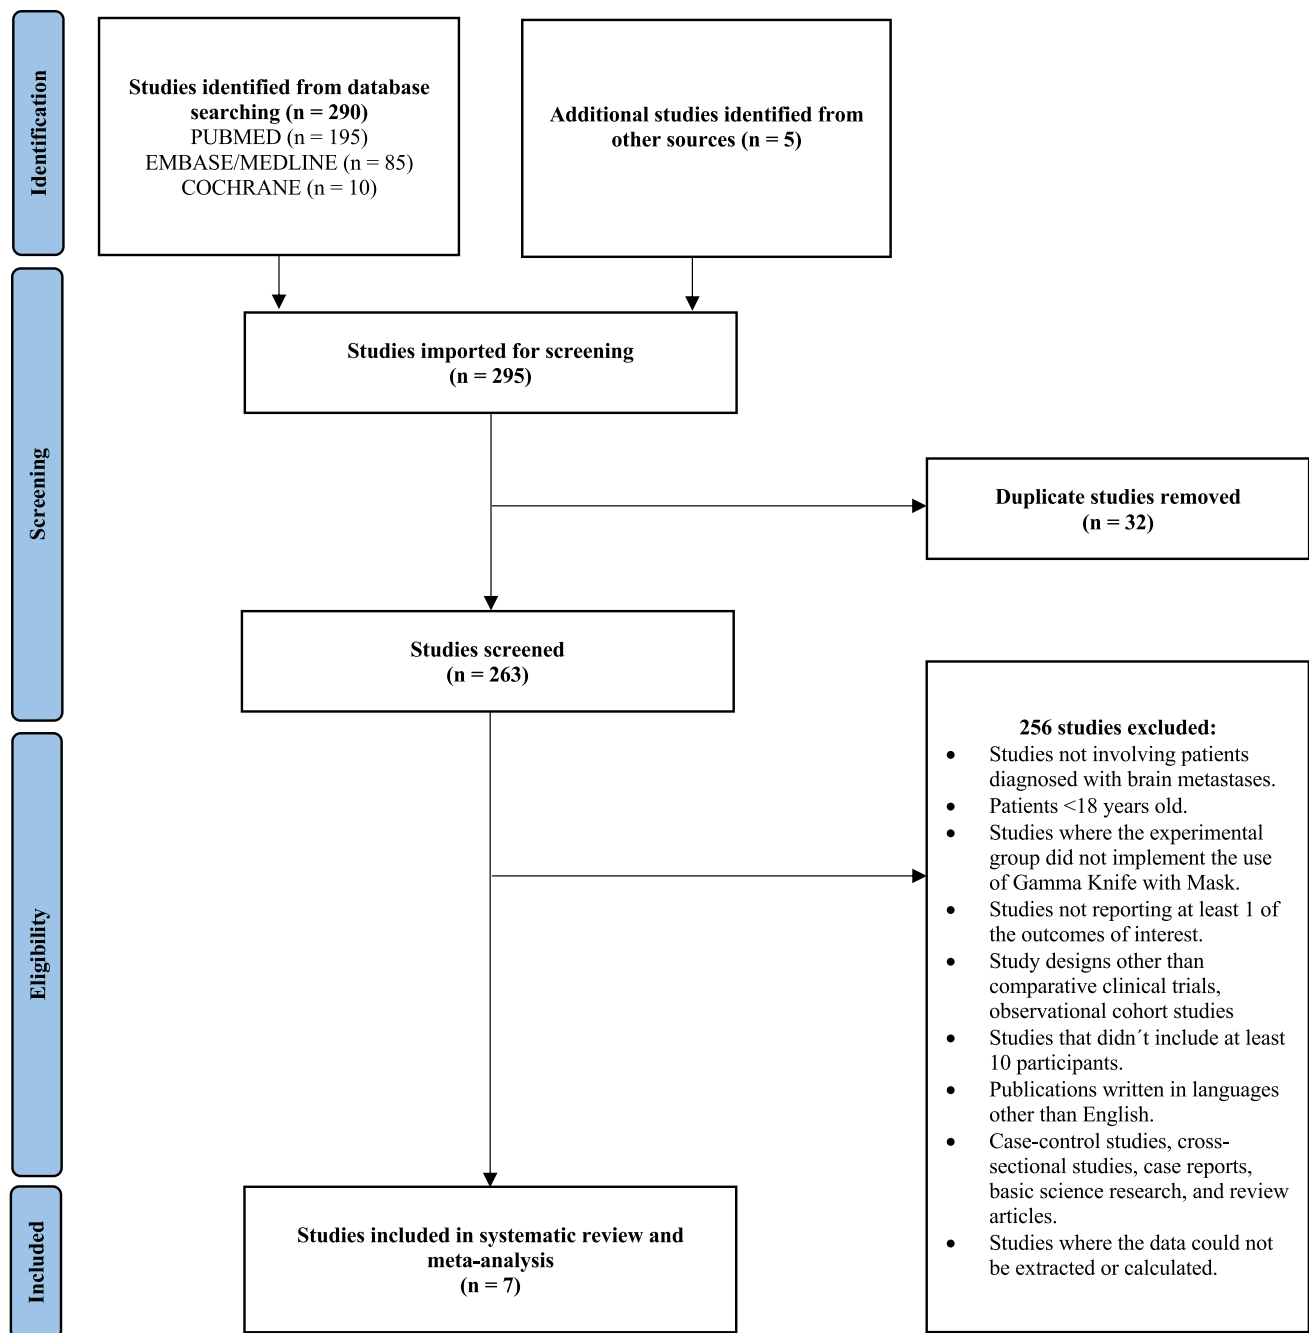 Identification
Studies identified from database
searching (n = 290)
PUBMED (n = 195)
EMBASE/MEDLINE (n = 85)
COCHRANE (n = 10)
Additional studies identified from
other sources (n = 5)
Screening
Studies imported for screening
(n = 295)
Duplicate studies removed
(n = 32)
Studies screened
(n = 263)
Eligibility
256 studies excluded:
• Studies not involving patients
diagnosed with brain metastases.
• Patients <18 years old.
• Studies where the experimental
group did not implement the use
of Gamma Knife with Mask.
• Studies not reporting at least 1 of
the outcomes of interest.
• Study designs other than
comparative clinical trials,
observational cohort studies
• Studies that didn´t include at least
10 participants.
• Publications written in languages
other than English.
• Case-control studies, cross-
sectional studies, case reports,
basic science research, and review
articles.
• Studies where the data could not
be extracted or calculated.
Included
Studies included in systematic review and
meta-analysis
(n = 7)